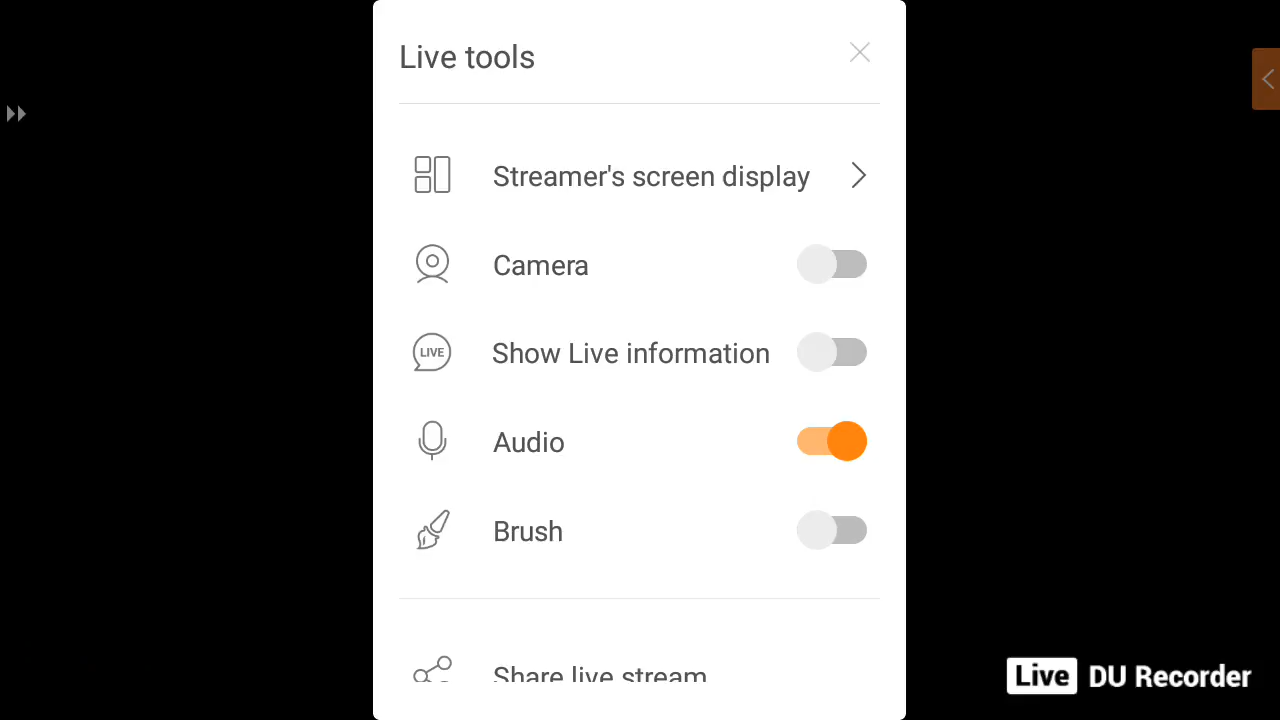 Live tools
Streamer's screen display
Camera
LIVE
Show Live information
Audio
Brush
Share live stream
Live DU Recorder